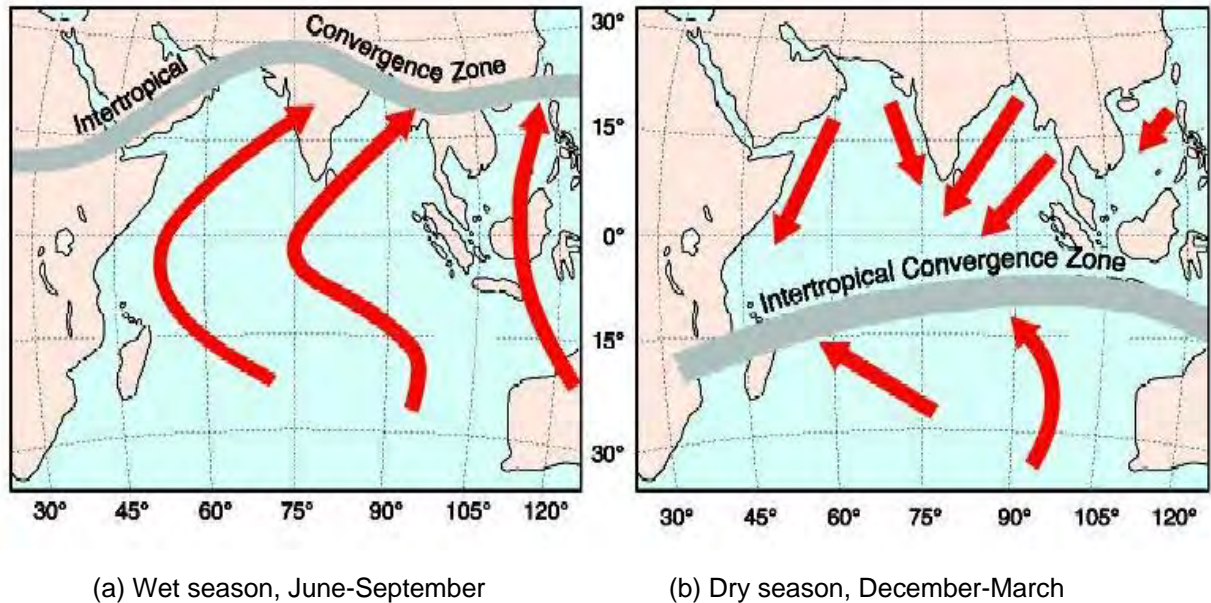 Intertropical
Convergence Zone
30°
15°
0°
15°
30°
Intertropical Convergence Zone
30° 45° 60° 75° 90° 105° 120°
30° 45° 60° 75° 90° 105° 120°
(a) Wet season, June-September
(b) Dry season, December-March